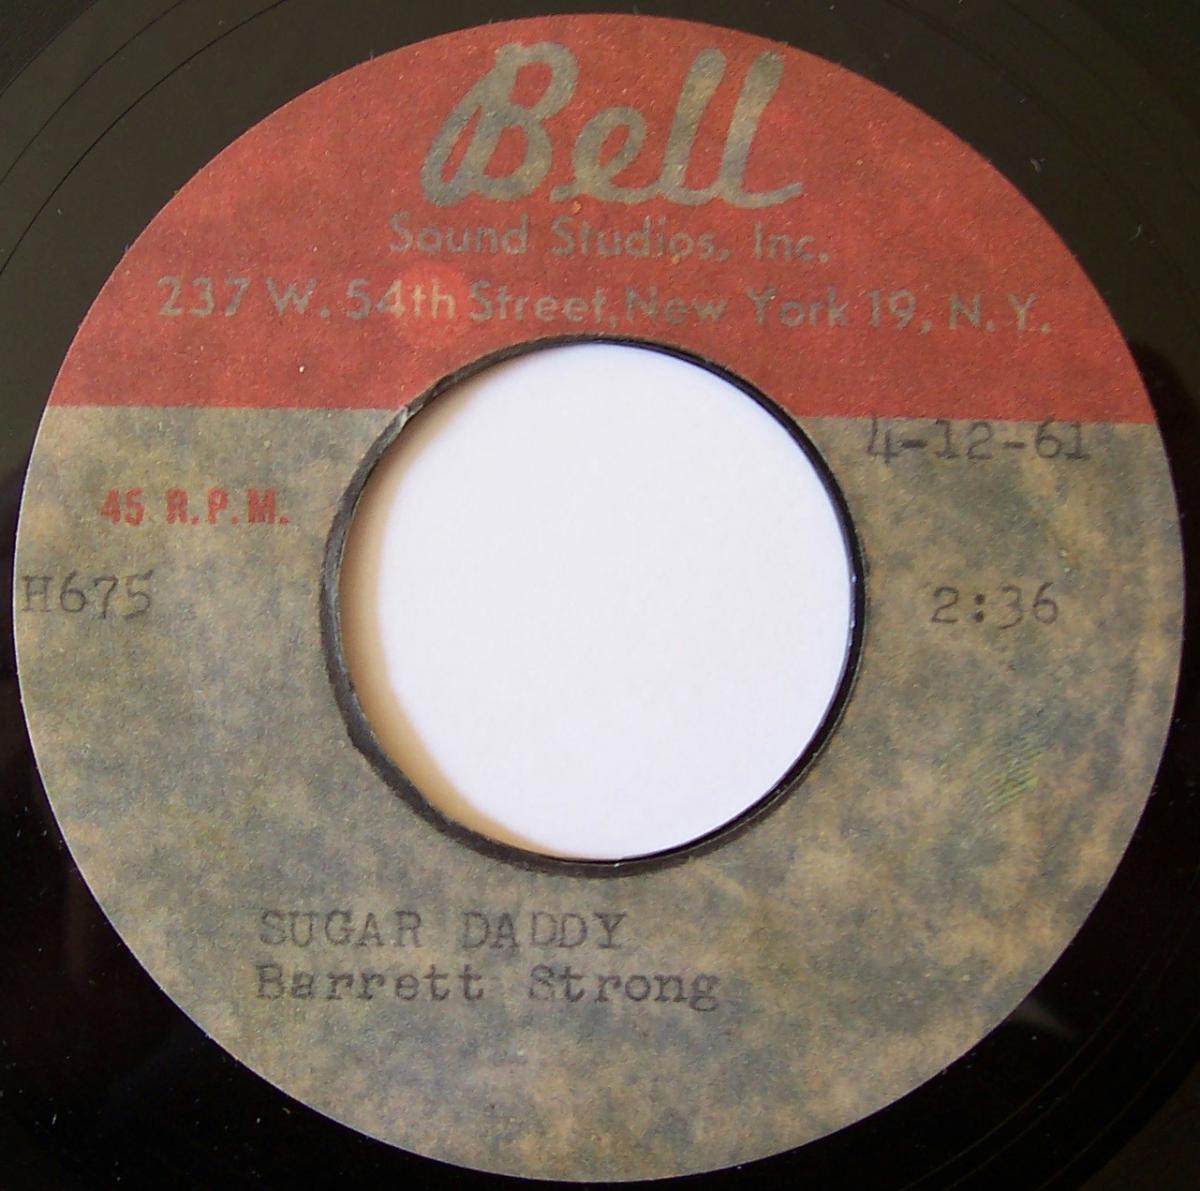 Bell
Sound Studios, Inc.
237 W. 54th Street, New York 19, N. Y.
4-12-61
45 R.P.M.
H675
2:36
SUGAR DADDY
Barrett Strong